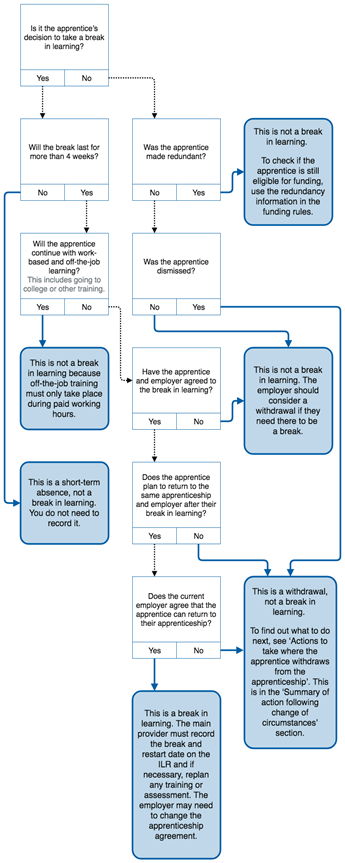 Is it the apprentice's
decision to take a break
in learning?
Yes
No
Will the break last for
more than 4 weeks?
No
Yes
Was the apprentice
made redundant?
No
Yes
This is not a break
in learning.
To check if the
apprentice is still
eligible for funding,
use the redundancy
information in the
funding rules.
Will the apprentice
continue with work-
based and off-the-job
learning?
This includes going to
college or other training.
Yes
No
Was the apprentice
dismissed?
No
Yes
This is not a break
in learning because
off-the-job training
must only take place
during paid working
hours.
Have the apprentice
and employer agreed to
the break in learning?
Yes
No
This is not a break
in learning. The
employer should
consider a
withdrawal if they
need there to be
a break.
This is a short-term
absence, not a
break in learning.
You do not need to
record it.
Does the apprentice
plan to return to the
same apprenticeship
and employer after their
break in learning?
Yes
No
Does the current
employer agree that the
apprentice can return to
their apprenticeship?
Yes
No
This is a withdrawal,
not a break in
learning.
To find out what to do
next, see 'Actions to
take where the
apprentice withdraws
from the
apprenticeship'. This
is in the 'Summary of
action following
change of
circumstances'
section.
This is a break in
learning. The main
provider must record
the break and
restart date on the
ILR and if
necessary, replan
any training or
assessment. The
employer may need
to change the
apprenticeship
agreement.